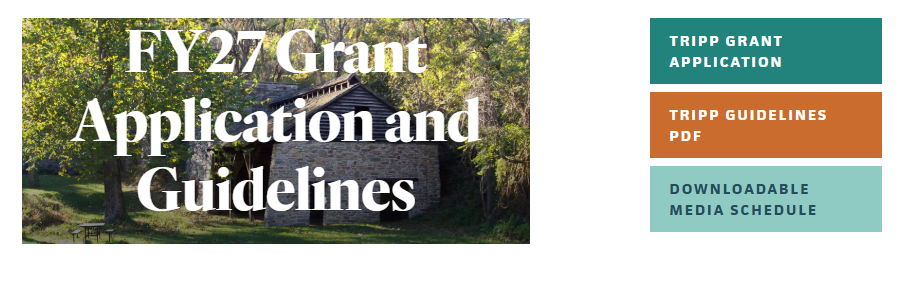 FY27 Grant
Application and
Guidelines
TRIPP GRANT
APPLICATION
TRIPP GUIDELINES
PDF
DOWNLOADABLE
MEDIA SCHEDULE